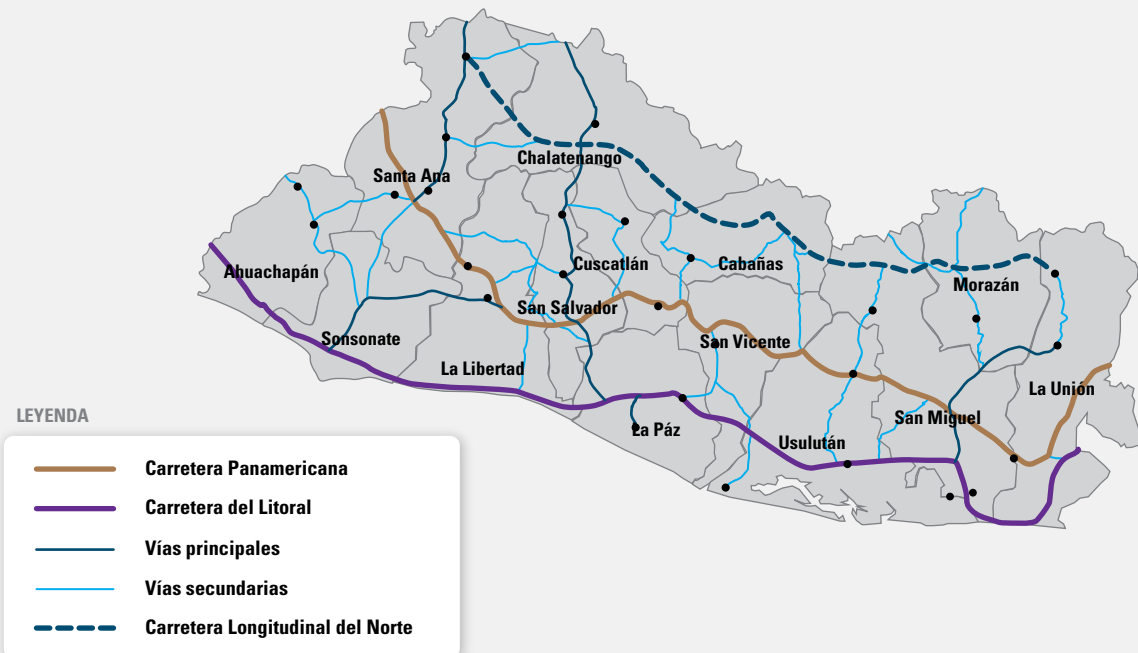 Chalatenango
Santa Ana
Ahuachapán
Cuscatlán
Cabañas
Morazán
San Salvador
Sonsonate
San Vicente
La Libertad
La Unión
San Miguel
La Páz
Usulután
LEYENDA
Carretera Panamericana
Carretera del Litoral
Vías principales
Vías secundarias
Carretera Longitudinal del Norte